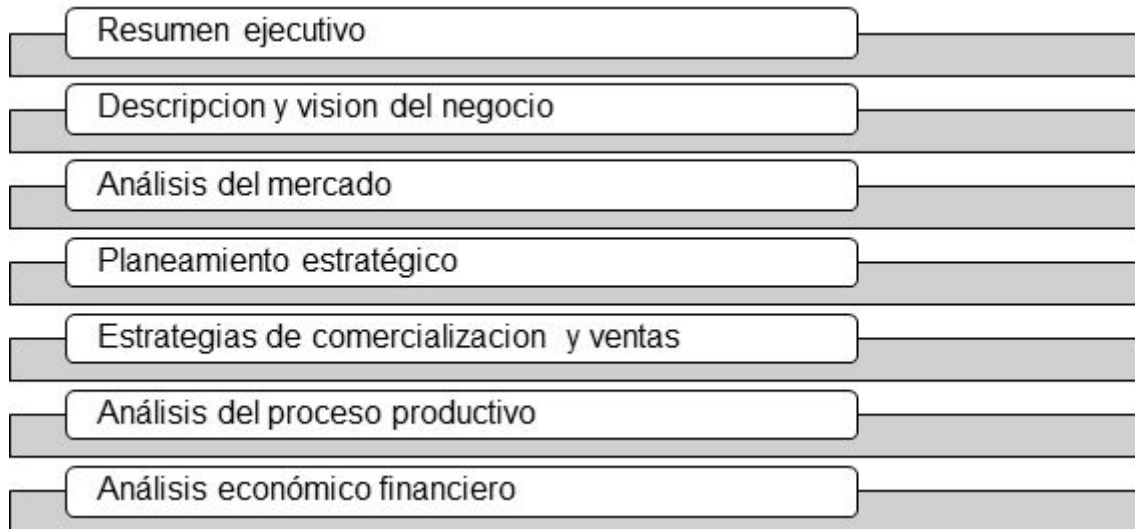 Resumen ejecutivo
Descripcion y vision del negocio
Análisis del mercado
Planeamiento estratégico
Estrategias de comercializacion y ventas
Análisis del proceso productivo
Análisis económico financiero